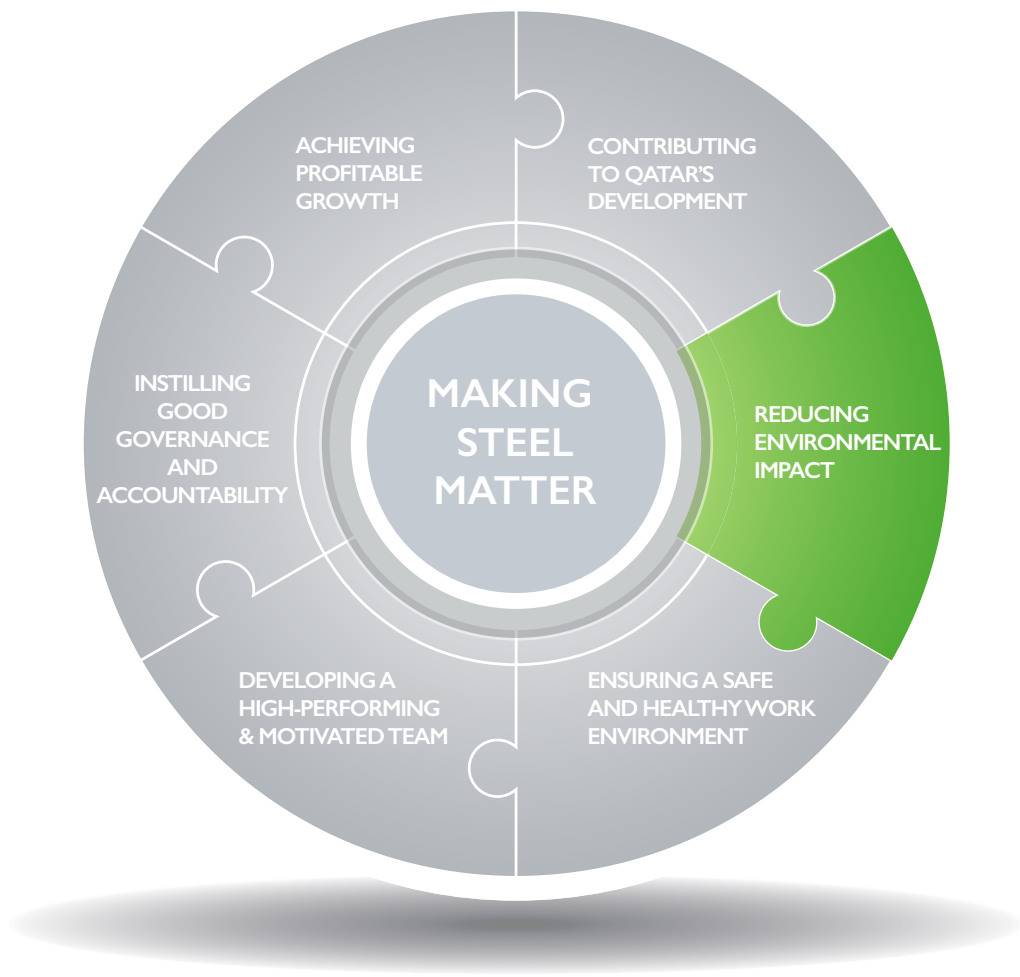 ACHIEVING
PROFITABLE
GROWTH
CONTRIBUTING
TO QATAR'S
DEVELOPMENT
INSTILLING
GOOD
GOVERNANCE
AND
ACCOUNTABILITY
MAKING
STEEL
MATTER
REDUCING
ENVIRONMENTAL
IMPACT
DEVELOPING A
HIGH-PERFORMING
& MOTIVATED TEAM
ENSURING A SAFE
AND HEALTHY WORK
ENVIRONMENT